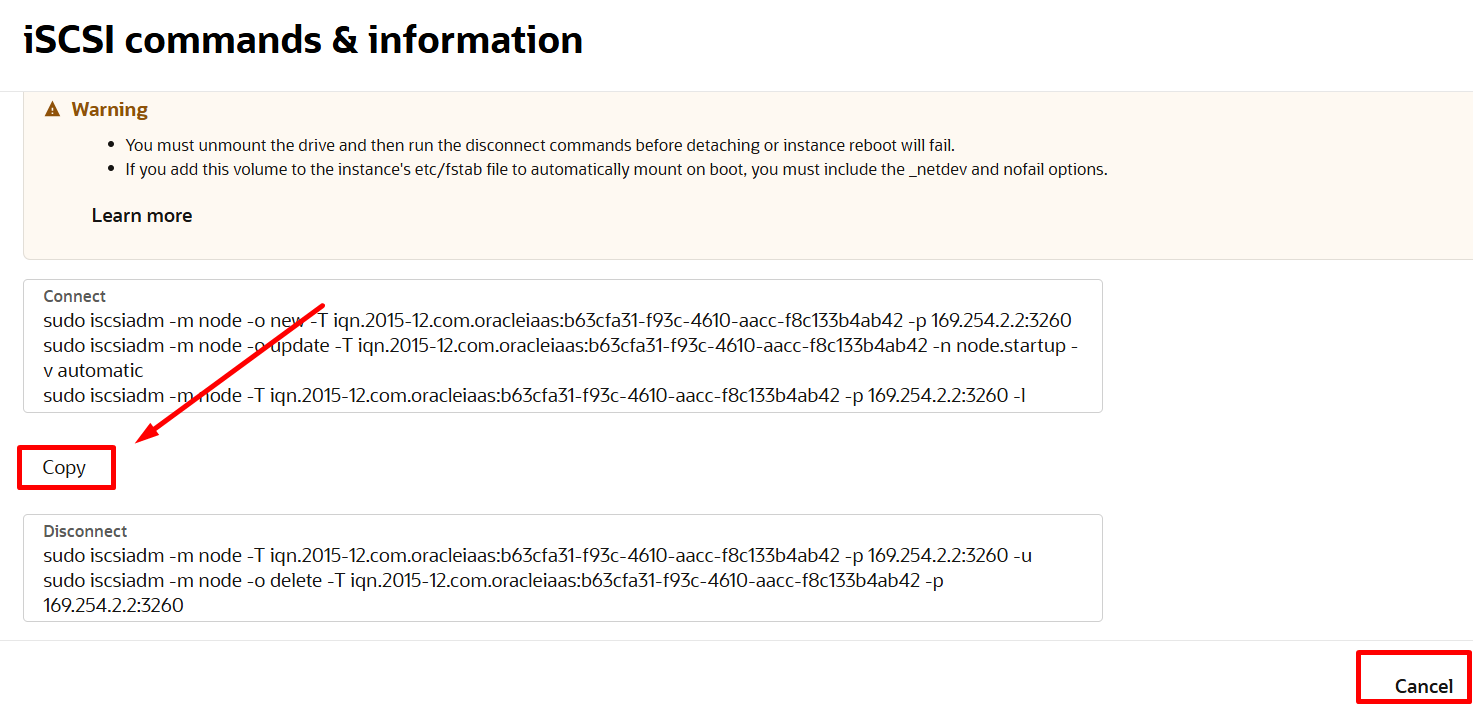 iSCSI commands & information
Warning
You must unmount the drive and then run the disconnect commands before detaching or instance reboot will fail.
If you add this volume to the instance's etc/fstab file to automatically mount on boot, you must include the _netdev and nofail options.
Learn more
Connect
sudo iscsiadm -m node -o new -T iqn.2015-12.com.oracleiaas:b63cfa31-f93c-4610-aacc-f8c133b4ab42 -p 169.254.2.2:3260
sudo iscsiadm -m node -o update -T iqn.2015-12.com.oracleiaas:b63cfa31-f93c-4610-aacc-f8c133b4ab42 -n node.startup -
v automatic
sudo iscsiadm -m node -T iqn.2015-12.com.oracleiaas:b63cfa31-f93c-4610-aacc-f8c133b4ab42 -p 169.254.2.2:3260 -l
Copy
Disconnect
sudo iscsiadm -m node -T iqn.2015-12.com.oracleiaas:b63cfa31-f93c-4610-aacc-f8c133b4ab42 -p 169.254.2.2:3260 -u
sudo iscsiadm -m node -o delete -T iqn.2015-12.com.oracleiaas:b63cfa31-f93c-4610-aacc-f8c133b4ab42 -p
169.254.2.2:3260
Cancel